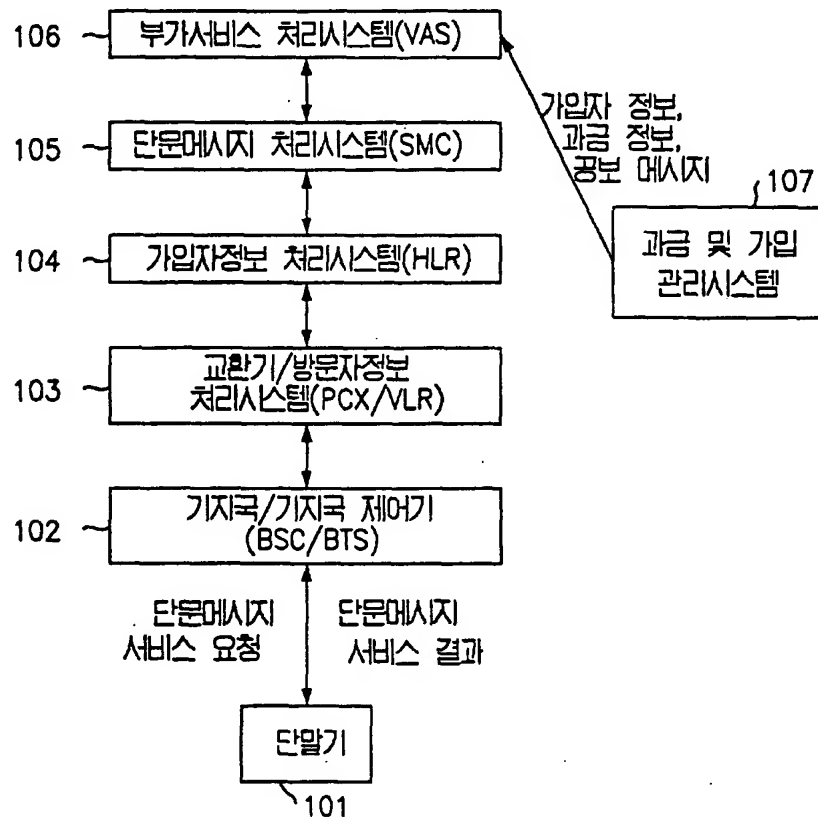 106
부가서비스 처리시스템(VAS)
105
단문메시지 처리시스템(SMC)
가입자 정보,
과금 정보,
공보 메시지
107
104
가입자정보 처리시스템(HLR)
과금 및 가입
관리시스템
103
교환기/방문자정보
처리시스템(PCX/VLR)
102
기지국/기지국 제어기
(BSC/BTS)
단문메시지
서비스 요청
단문메시지
서비스 결과
단말기
101